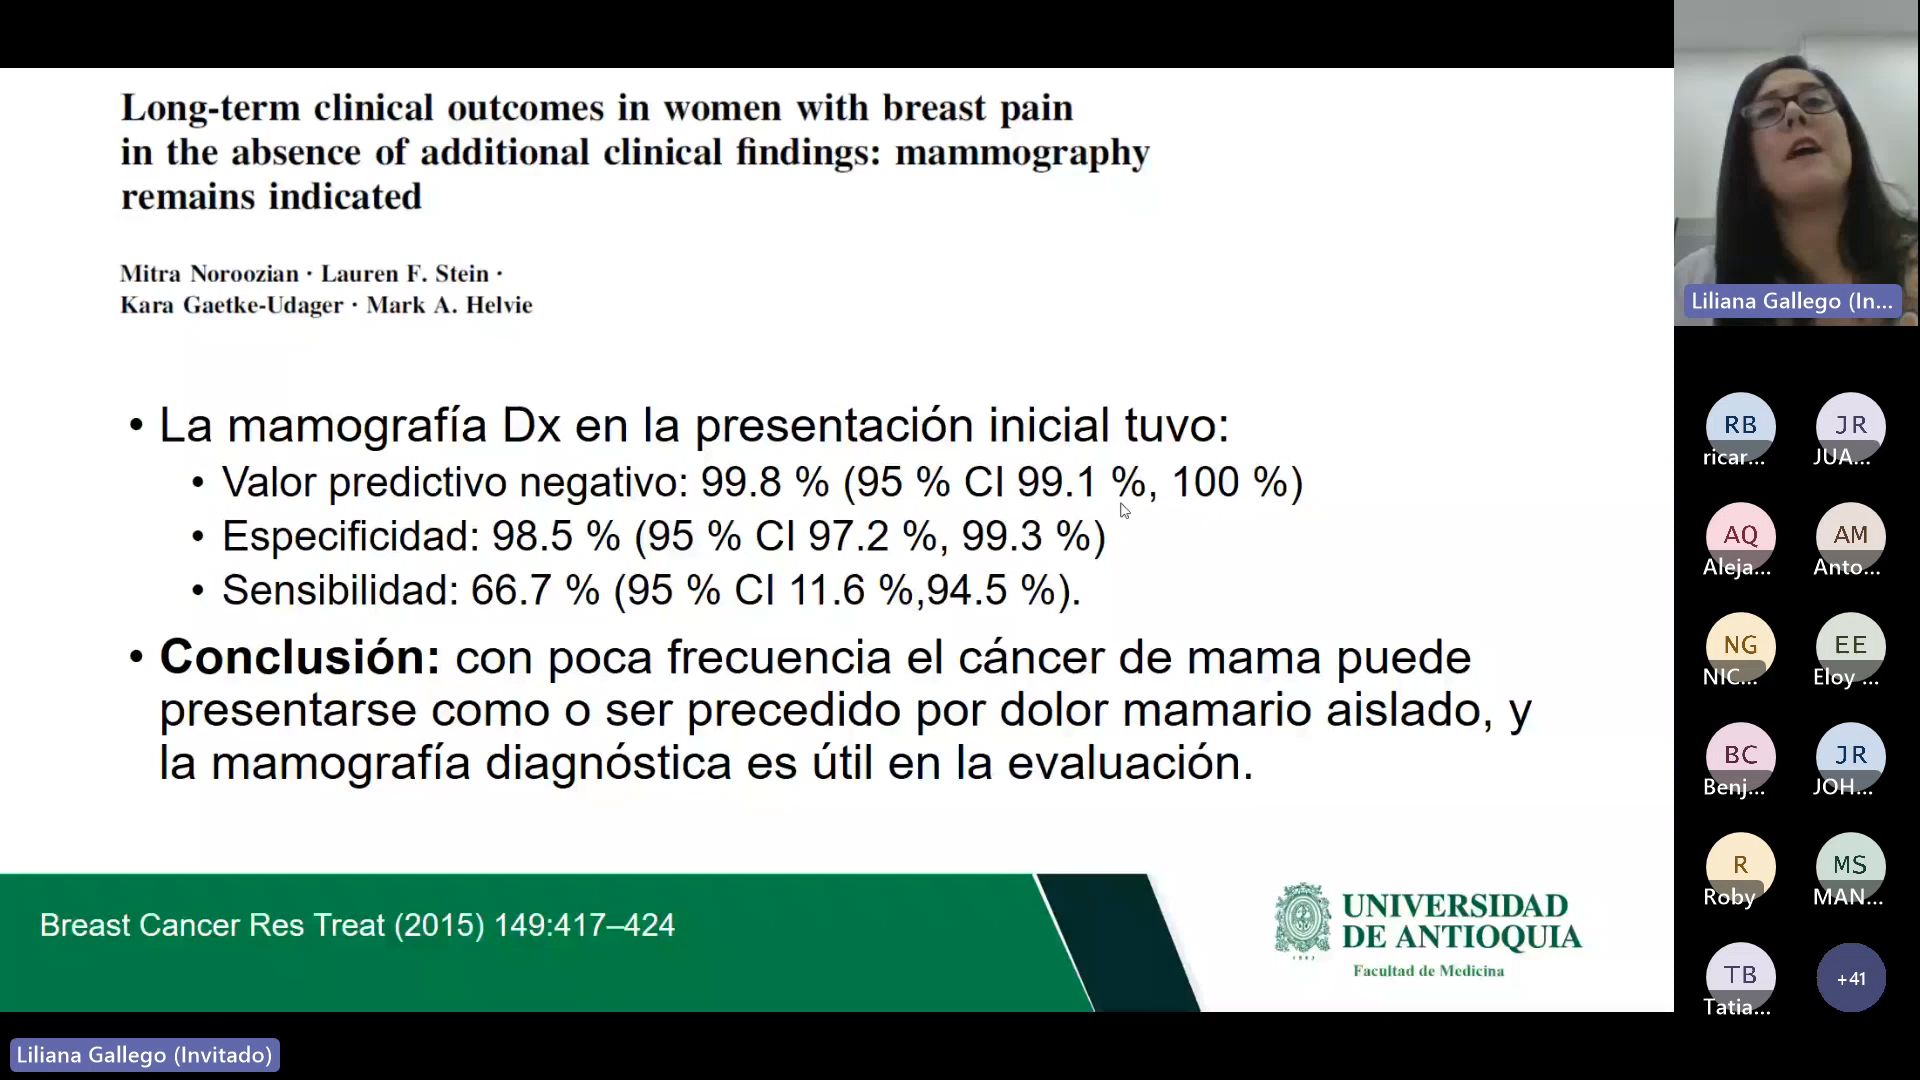 Long-term clinical outcomes in women with breast pain
in the absence of additional clinical findings: mammography
remains indicated
Mitra Noroozian · Lauren F. Stein ·
Kara Gaetke-Udager · Mark A. Helvie
• La mamografía Dx en la presentación inicial tuvo:
• Valor predictivo negativo: 99.8 % (95 % CI 99.1 %, 100 %)
• Especificidad: 98.5 % (95 % CI 97.2 %, 99.3 %)
• Sensibilidad: 66.7 % (95 % CI 11.6 %,94.5 %).
• Conclusión: con poca frecuencia el cáncer de mama puede
presentarse como o ser precedido por dolor mamario aislado, y
la mamografía diagnóstica es útil en la evaluación.
Breast Cancer Res Treat (2015) 149:417–424
UNIVERSIDAD
DE ANTIOQUIA
1803
Facultad de Medicina
Liliana Gallego (Invitado)
Liliana Gallego (In...
RB
ricar...
JR
JUA...
AQ
Aleja...
AM
Anto...
NG
NIC...
EE
Eloy ...
BC
Benj...
JR
JOH...
R
Roby
MS
MAN...
TB
Tatia...
+41